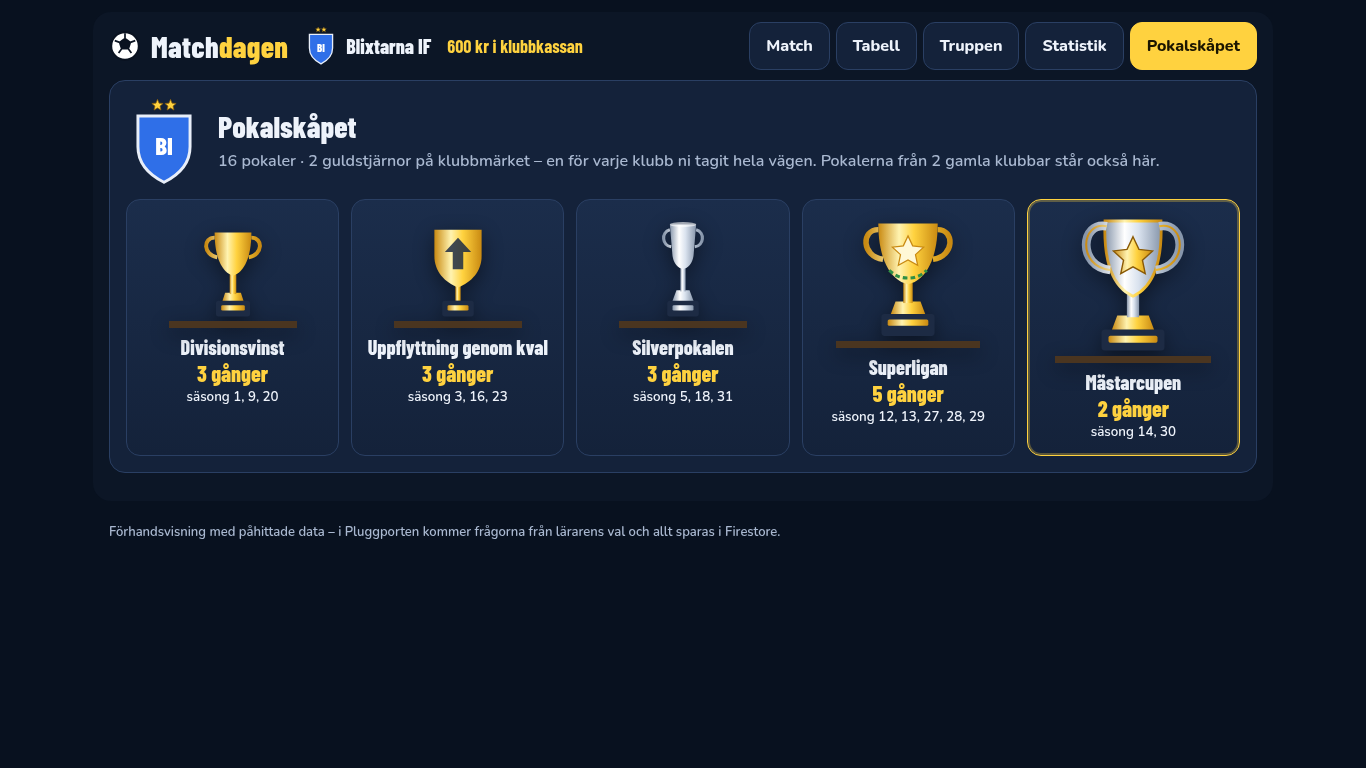 Matchdagen
BI
Blixtarna IF
600 kr i klubbkassan
Match
Tabell
Truppen
Statistik
Pokalskåpet
BI
Pokalskåpet
16 pokaler · 2 guldstjärnor på klubbmärket – en för varje klubb ni tagit hela vägen. Pokalerna från 2 gamla klubbar står också här.
Divisionsvinst
3 gånger
säsong 1, 9, 20
Uppflyttning genom kval
3 gånger
säsong 3, 16, 23
Silverpokalen
3 gånger
säsong 5, 18, 31
Superligan
5 gånger
säsong 12, 13, 27, 28, 29
Mästarcupen
2 gånger
säsong 14, 30
Förhandsvisning med påhittade data – i Pluggporten kommer frågorna från lärarens val och allt sparas i Firestore.